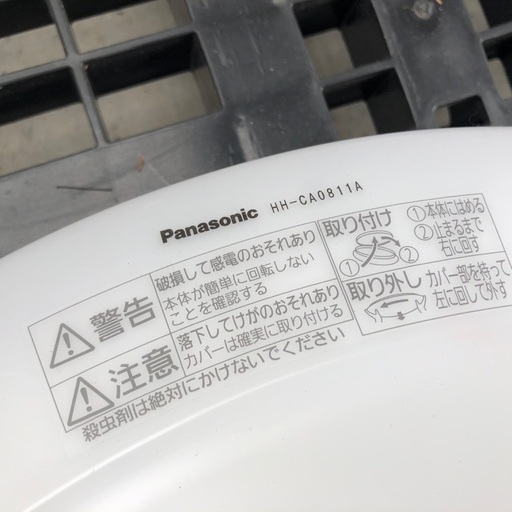 Panasonic HH-CA0811A
警告
破損して感電のおそれあり
本体が簡単に回転しない
ことを確認する
注意
落下してけがのおそれあり
カバーは確実に取り付ける
殺虫剤は絶対にかけないでください
取り付け
① ②
①本体にはめる
②止まるまで
右に回す
取り外し
カバー部を持って
左に回して外す